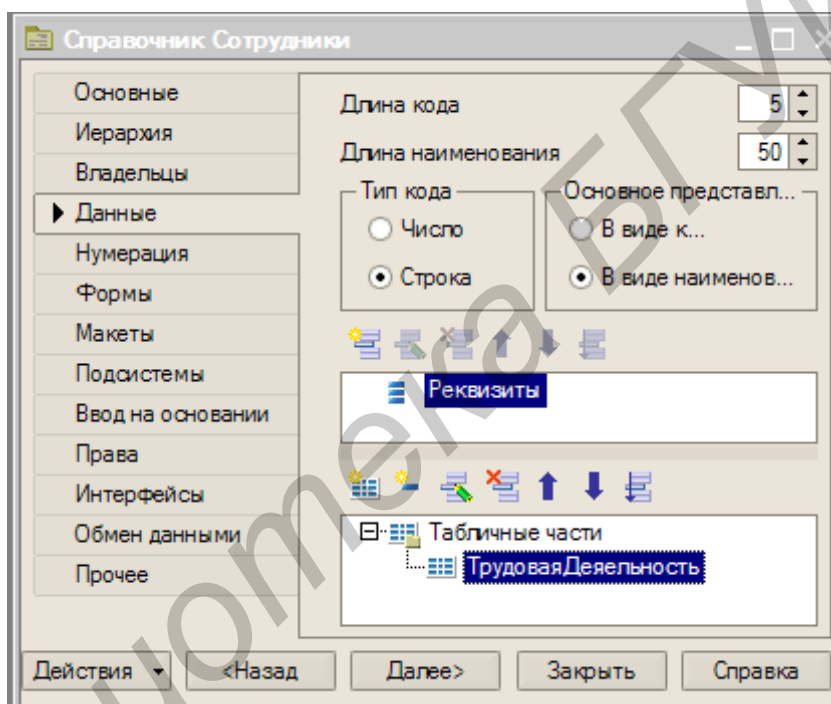 Справочник Сотрудники
Основные
Иерархия
Владельцы
Данные
Нумерация
Формы
Макеты
Подсистемы
Ввод на основании
Права
Интерфейсы
Обмен данными
Прочее
Длина кода 5
Длина наименования 50
Тип кода
Число
Строка
Основное представл...
В виде к...
В виде наименов...
Реквизиты
Табличные части
ТрудоваяДеяельность
Действия <Назад Далее> Закрыть Справка